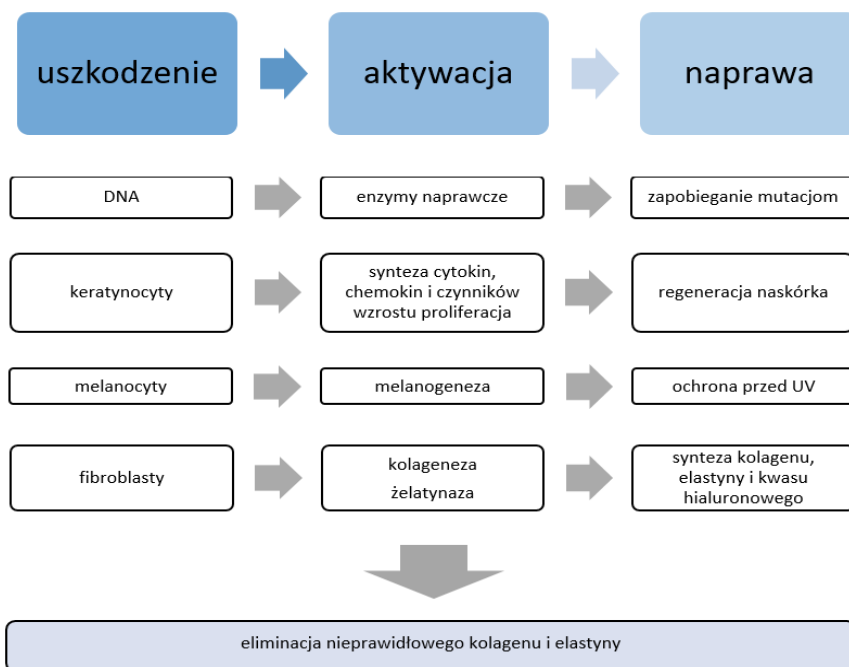 uszkodzenie
aktywacja
naprawa
DNA
enzymy naprawcze
zapobieganie mutacjom
keratynocyty
synteza cytokin,
chemokin i czynników
wzrostu proliferacja
regeneracja naskórka
melanocyty
melanogeneza
ochrona przed UV
fibroblasty
kolageneza
żelatynaza
synteza kolagenu,
elastyny i kwasu
hialuronowego
eliminacja nieprawidłowego kolagenu i elastyny